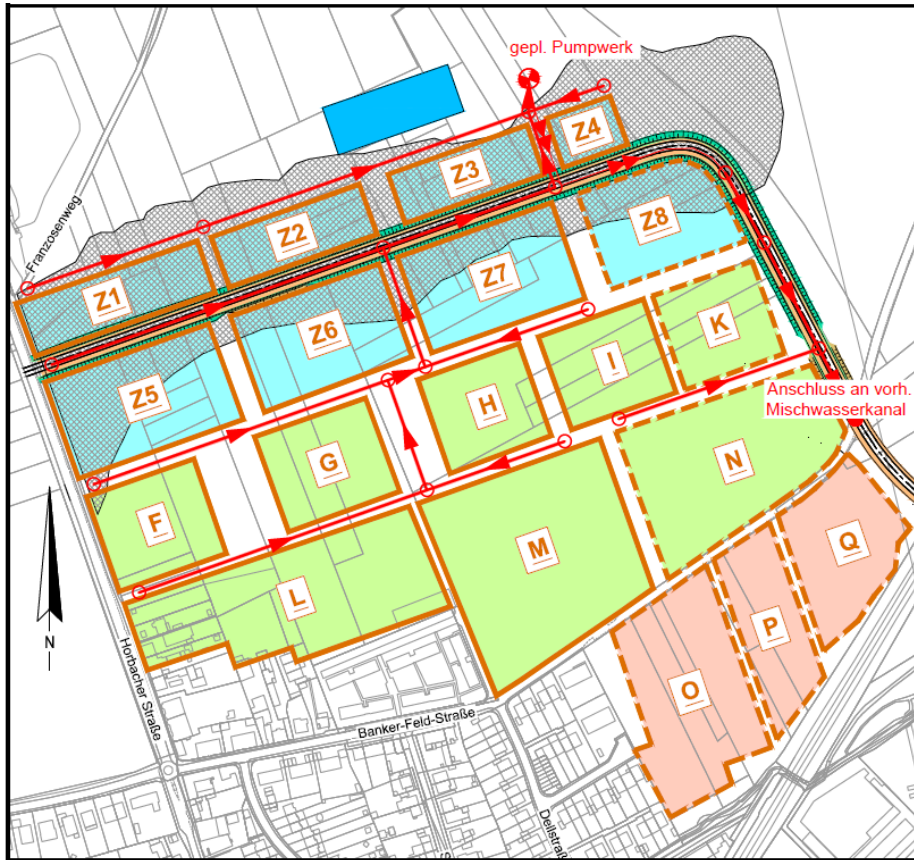 gepl. Pumpwerk
Z4
Z3
Franzosenweg
Z2
Z8
Z1
Z7
Z6
K
Z5
I
Anschluss an vorh.
Mischwasserkanal
H
G
N
F
M
Q
L
P
N
O
Horbacher Straße
Banker-Feld-Straße
Deilstraße